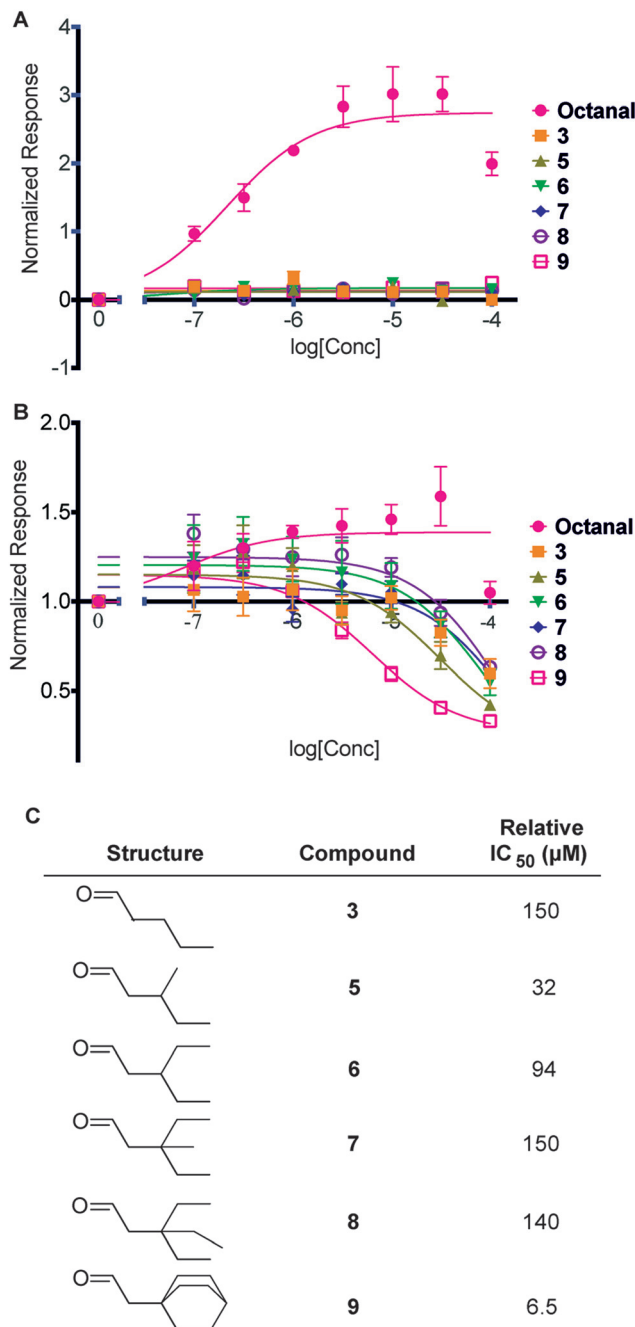 A
4
3
2
1
0
-1
Normalized Response
0 -7 -6 -5 -4
log[Conc]
Octanal
3
5
6
7
8
9
B
2.0
1.5
1.0
0.5
Normalized Response
0 -7 -6 -5 -4
log[Conc]
Octanal
3
5
6
7
8
9
C
Structure Compound Relative IC 50 (µM)
O 3 150
O 5 32
O 6 94
O 7 150
O 8 140
O 9 6.5